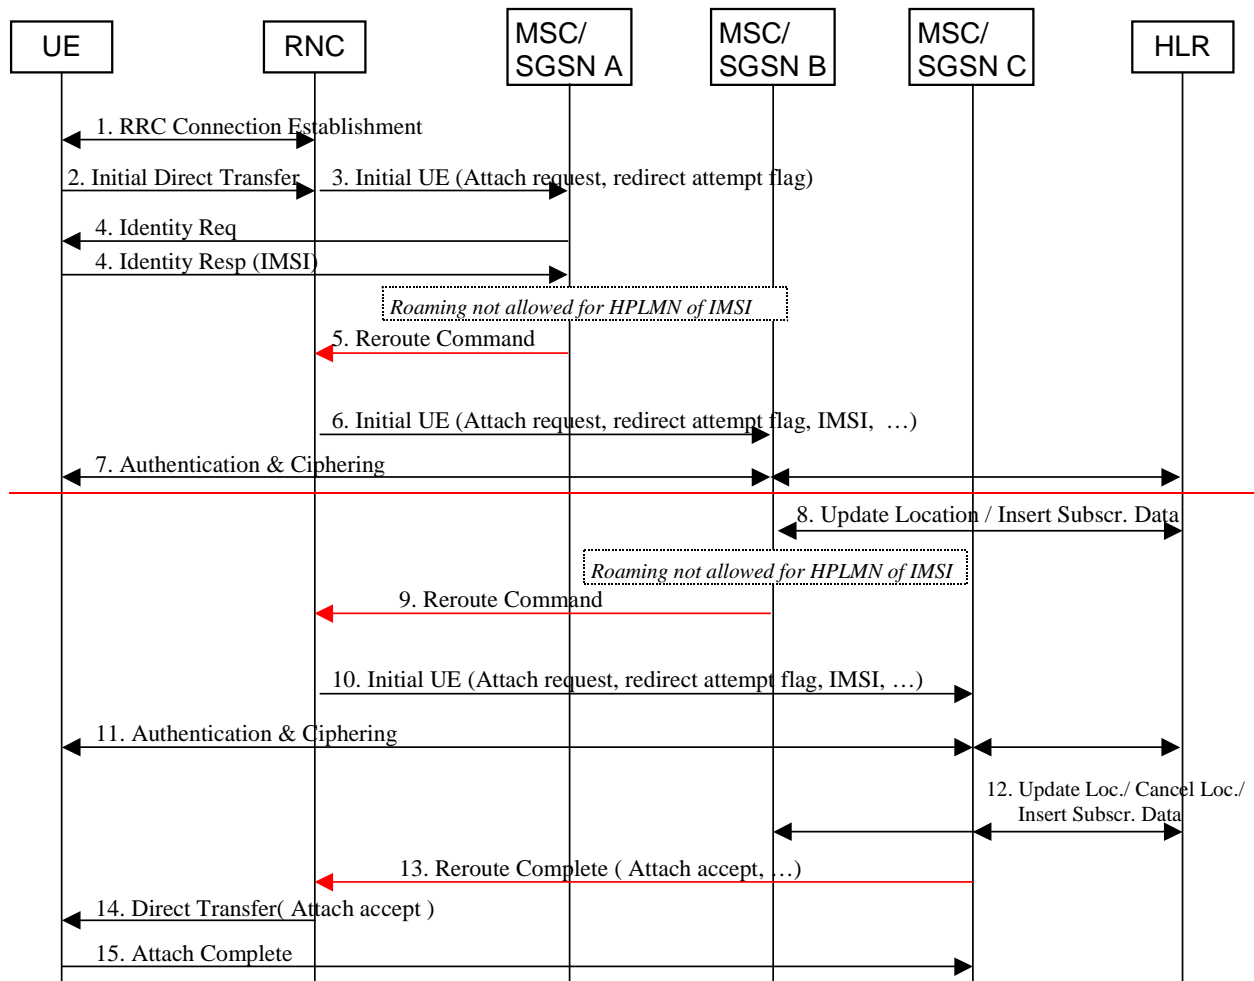 UE
RNC
MSC/
SGSN A
MSC/
SGSN B
MSC/
SGSN C
HLR
1. RRC Connection Establishment
2. Initial Direct Transfer
3. Initial UE (Attach request, redirect attempt flag)
4. Identity Req
4. Identity Resp (IMSI)
Roaming not allowed for HPLMN of IMSI
5. Reroute Command
6. Initial UE (Attach request, redirect attempt flag, IMSI, …)
7. Authentication & Ciphering
8. Update Location / Insert Subscr. Data
Roaming not allowed for HPLMN of IMSI
9. Reroute Command
10. Initial UE (Attach request, redirect attempt flag, IMSI, …)
11. Authentication & Ciphering
12. Update Loc./ Cancel Loc./
Insert Subscr. Data
13. Reroute Complete ( Attach accept, …)
14. Direct Transfer( Attach accept )
15. Attach Complete